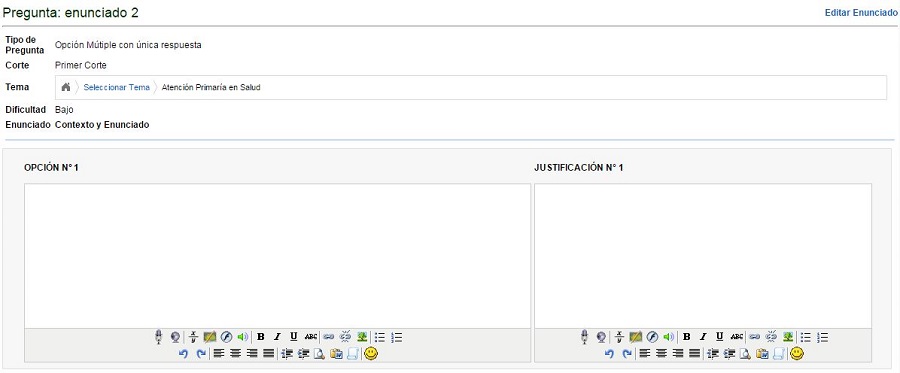 Pregunta: enunciado 2
Editar Enunciado
Tipo de Pregunta Opción Mútiple con única respuesta
Corte Primer Corte
Tema Seleccionar Tema Atención Primaría en Salud
Dificultad Bajo
Enunciado Contexto y Enunciado
OPCIÓN N° 1 JUSTIFICACIÓN N° 1
B I U ABC B I U ABC